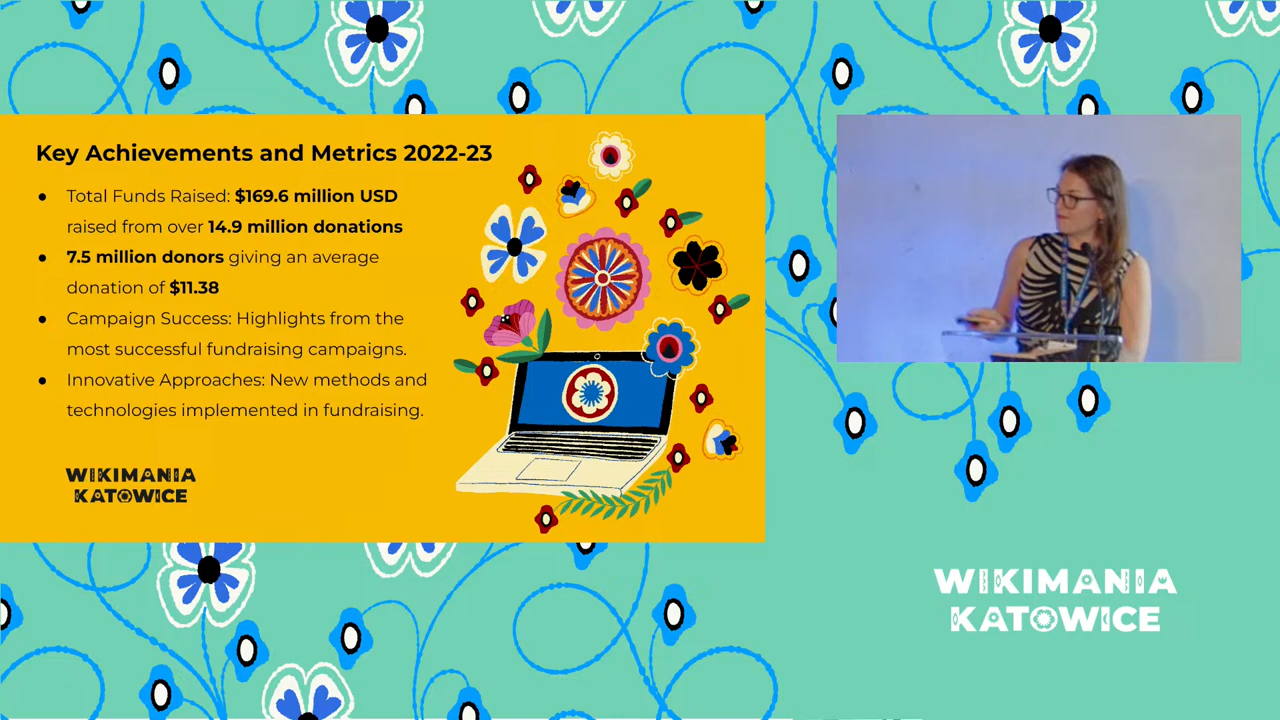 Key Achievements and Metrics 2022-23
● Total Funds Raised: $169.6 million USD
raised from over 14.9 million donations
● 7.5 million donors giving an average
donation of $11.38
● Campaign Success: Highlights from the
most successful fundraising campaigns.
● Innovative Approaches: New methods and
technologies implemented in fundraising.
WIKIMANIA
KATOWICE
WIKIMANIA
KATOWICE